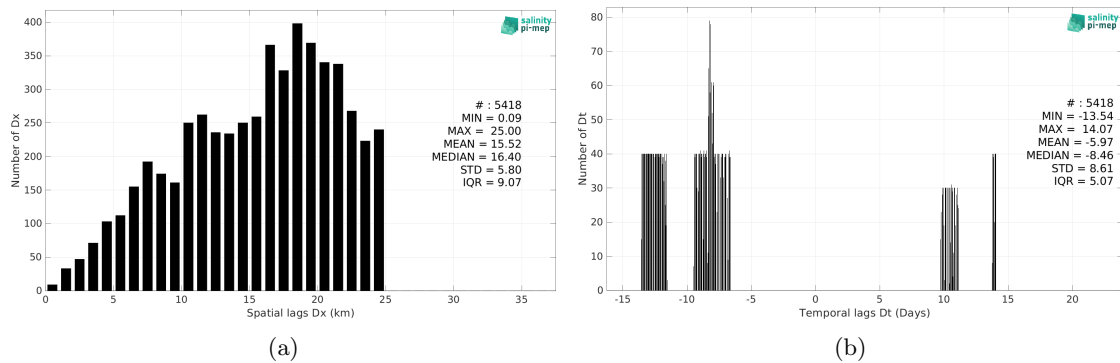 salinity
pi-mep
400
350
300
250
200
150
100
50
0
Number of Dx
# : 5418
MIN = 0.09
MAX = 25.00
MEAN = 15.52
MEDIAN = 16.40
STD = 5.80
IQR = 9.07
0 5 10 15 20 25 30 35
Spatial lags Dx (km)
(a)
salinity
pi-mep
80
70
60
50
40
30
20
10
0
Number of Dt
# : 5418
MIN = -13.54
MAX = 14.07
MEAN = -5.97
MEDIAN = -8.46
STD = 8.61
IQR = 5.07
-15 -10 -5 0 5 10 15 20
Temporal lags Dt (Days)
(b)